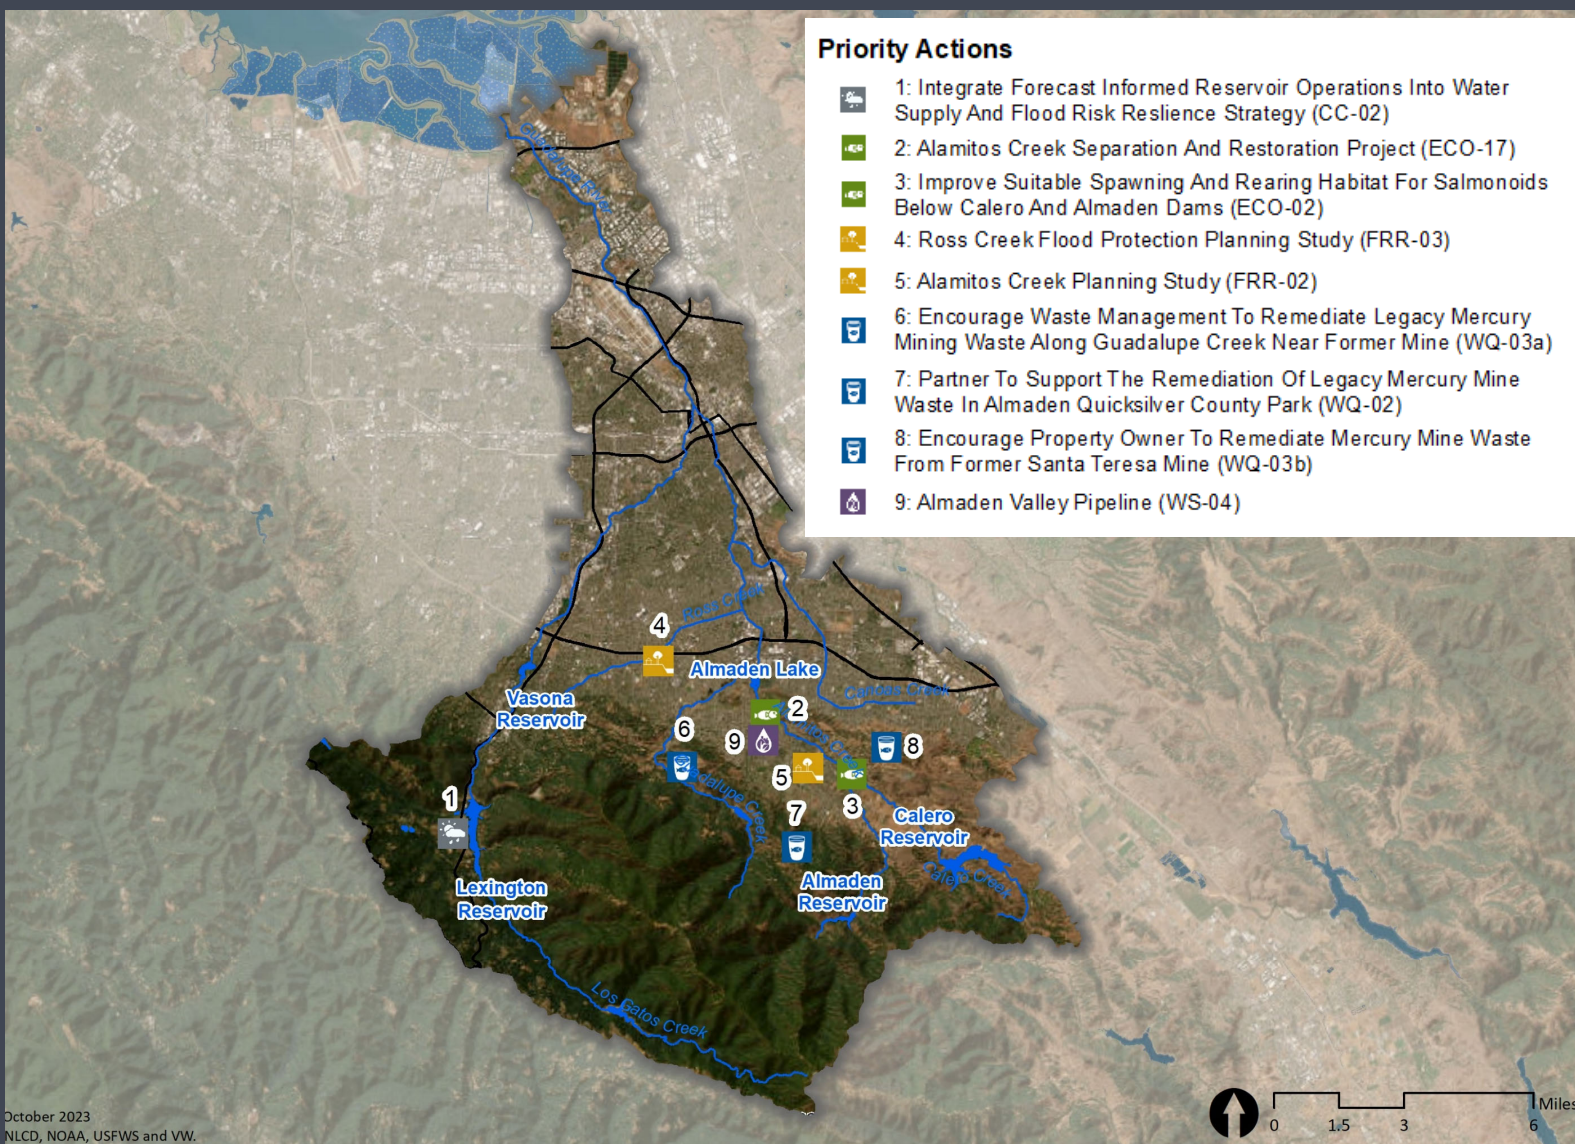 Priority Actions
1: Integrate Forecast Informed Reservoir Operations Into Water
Supply And Flood Risk Reslience Strategy (CC-02)
2: Alamitos Creek Separation And Restoration Project (ECO-17)
3: Improve Suitable Spawning And Rearing Habitat For Salmonoids
Below Calero And Almaden Dams (ECO-02)
4: Ross Creek Flood Protection Planning Study (FRR-03)
5: Alamitos Creek Planning Study (FRR-02)
6: Encourage Waste Management To Remediate Legacy Mercury
Mining Waste Along Guadalupe Creek Near Former Mine (WQ-03a)
7: Partner To Support The Remediation Of Legacy Mercury Mine
Waste In Almaden Quicksilver County Park (WQ-02)
8: Encourage Property Owner To Remediate Mercury Mine Waste
From Former Santa Teresa Mine (WQ-03b)
9: Almaden Valley Pipeline (WS-04)
Guadalupe River
Ross Creek
4
Almaden Lake
Canoas Creek
Vasona
Reservoir
2
6
9
8
5
3
1
7
Guadalupe Creek
Calero
Reservoir
Calero Creek
Almaden
Reservoir
Lexington
Reservoir
Los Gatos Creek
October 2023
NLCD, NOAA, USFWS and VW.
0
1.5
3
6
Miles